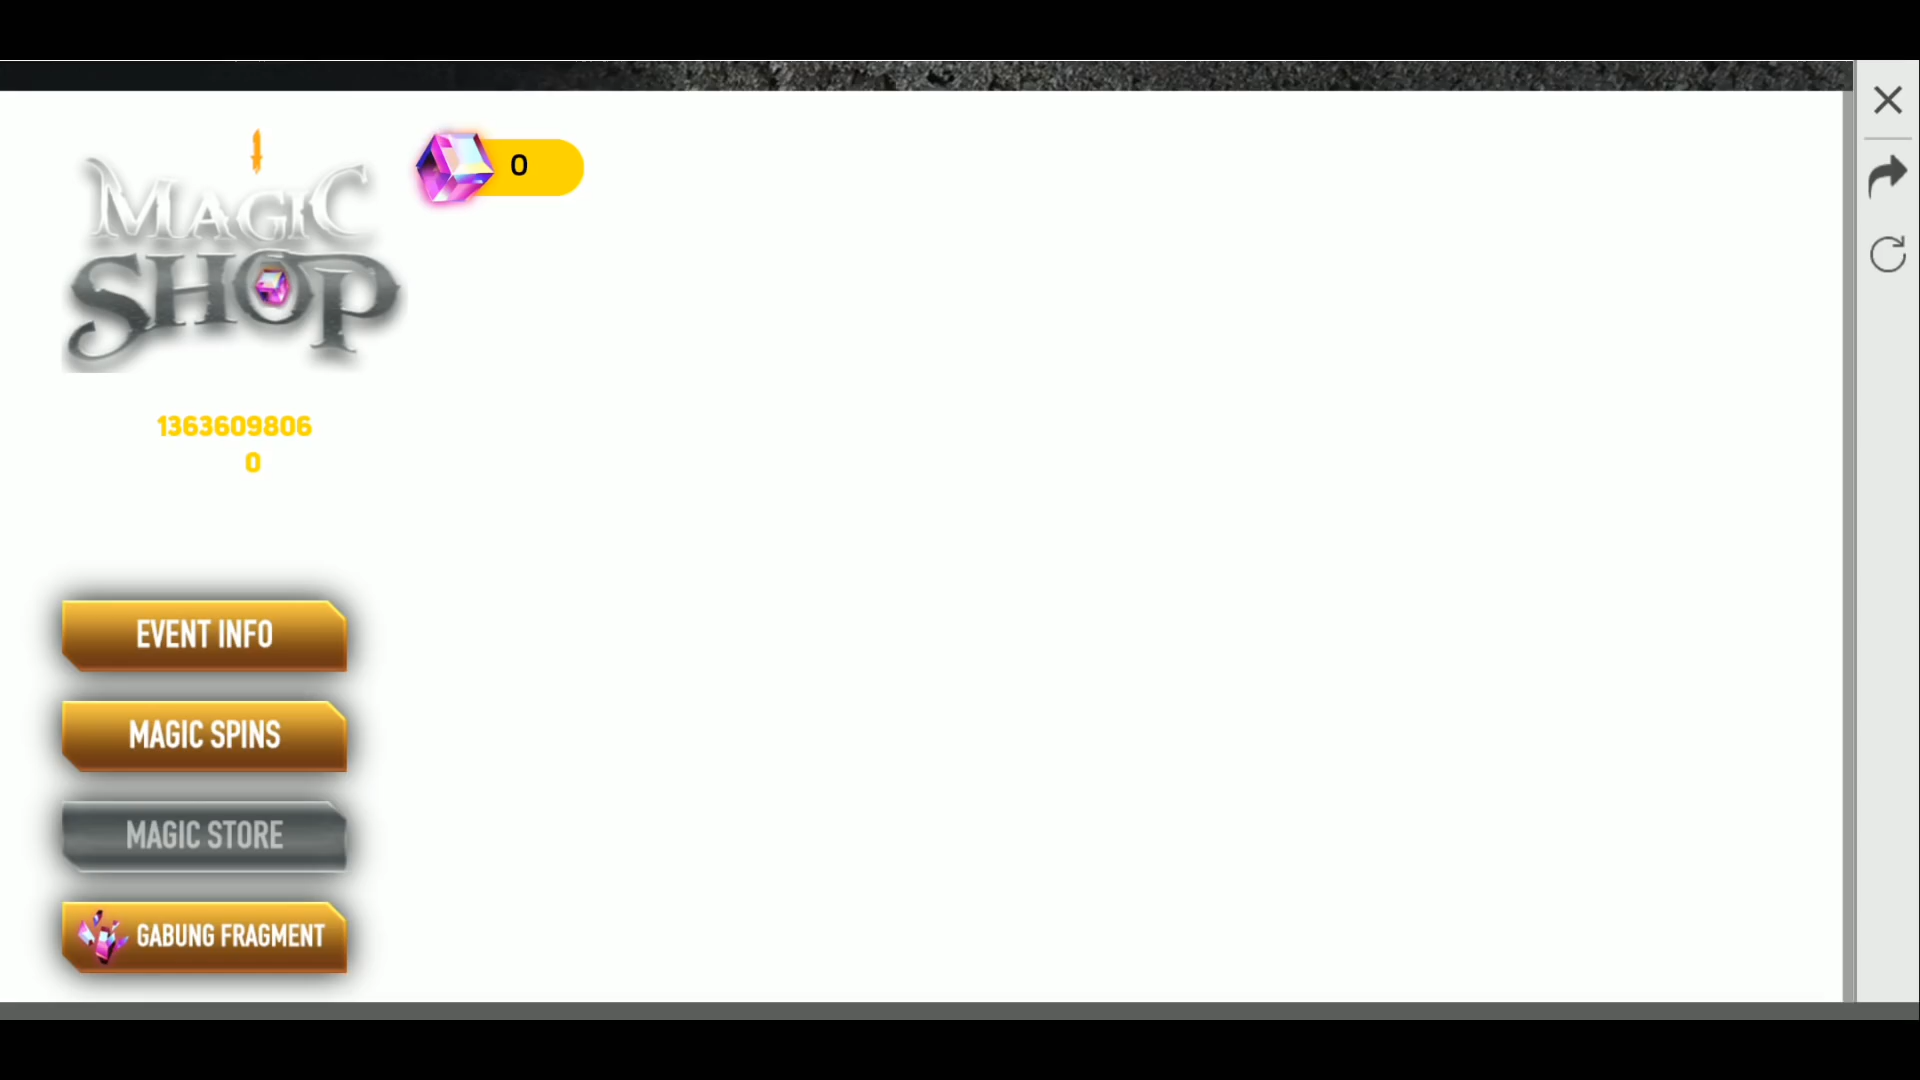 MAGIC
SHOP
0
1363609806
0
EVENT INFO
MAGIC SPINS
MAGIC STORE
GABUNG FRAGMENT